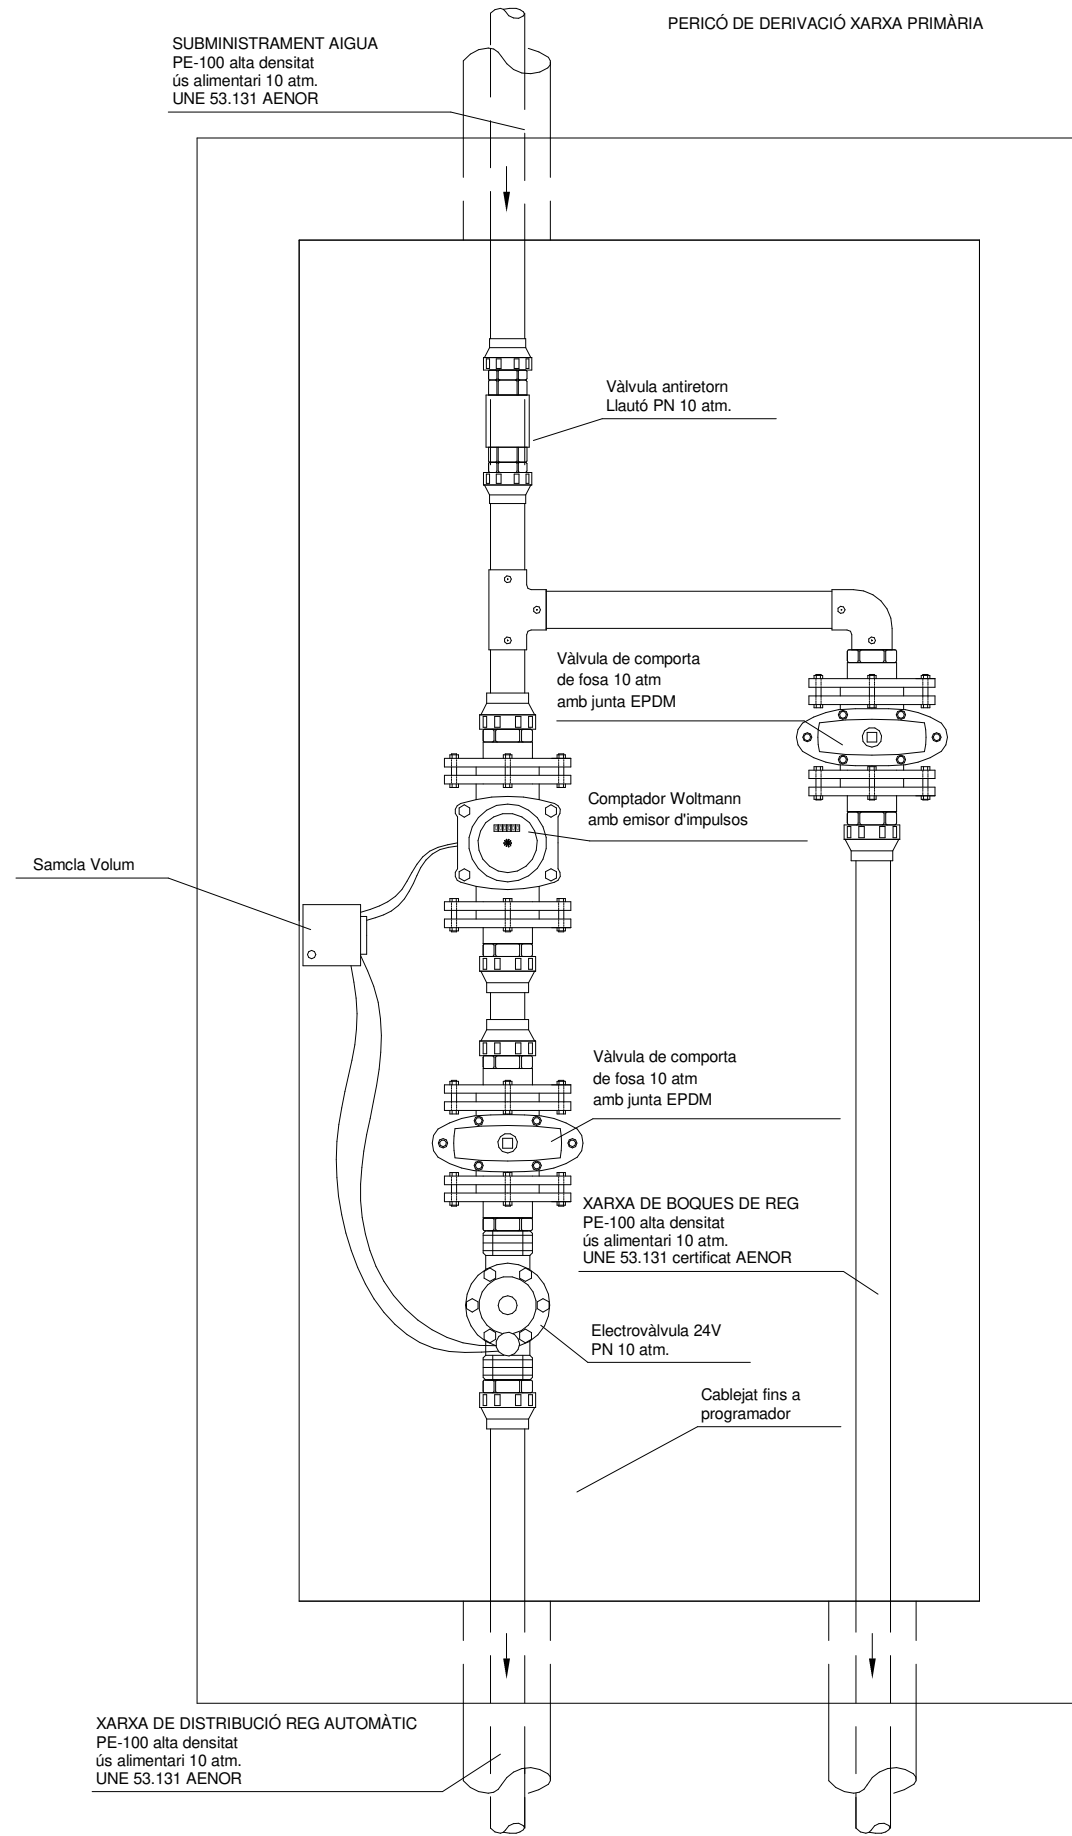 PERICÓ DE DERIVACIÓ XARXA PRIMÀRIA
SUBMINISTRAMENT AIGUA
PE-100 alta densitat
ús alimentari 10 atm.
UNE 53.131 AENOR
Vàlvula antiretorn
Llautó PN 10 atm.
Vàlvula de comporta
de fosa 10 atm
amb junta EPDM
Comptador Woltmann
amb emisor d'impulsos
Samcla Volum
Vàlvula de comporta
de fosa 10 atm
amb junta EPDM
XARXA DE BOQUES DE REG
PE-100 alta densitat
ús alimentari 10 atm.
UNE 53.131 certificat AENOR
Electrovàlvula 24V
PN 10 atm.
Cablejat fins a
programador
XARXA DE DISTRIBUCIÓ REG AUTOMÀTIC
PE-100 alta densitat
ús alimentari 10 atm.
UNE 53.131 AENOR